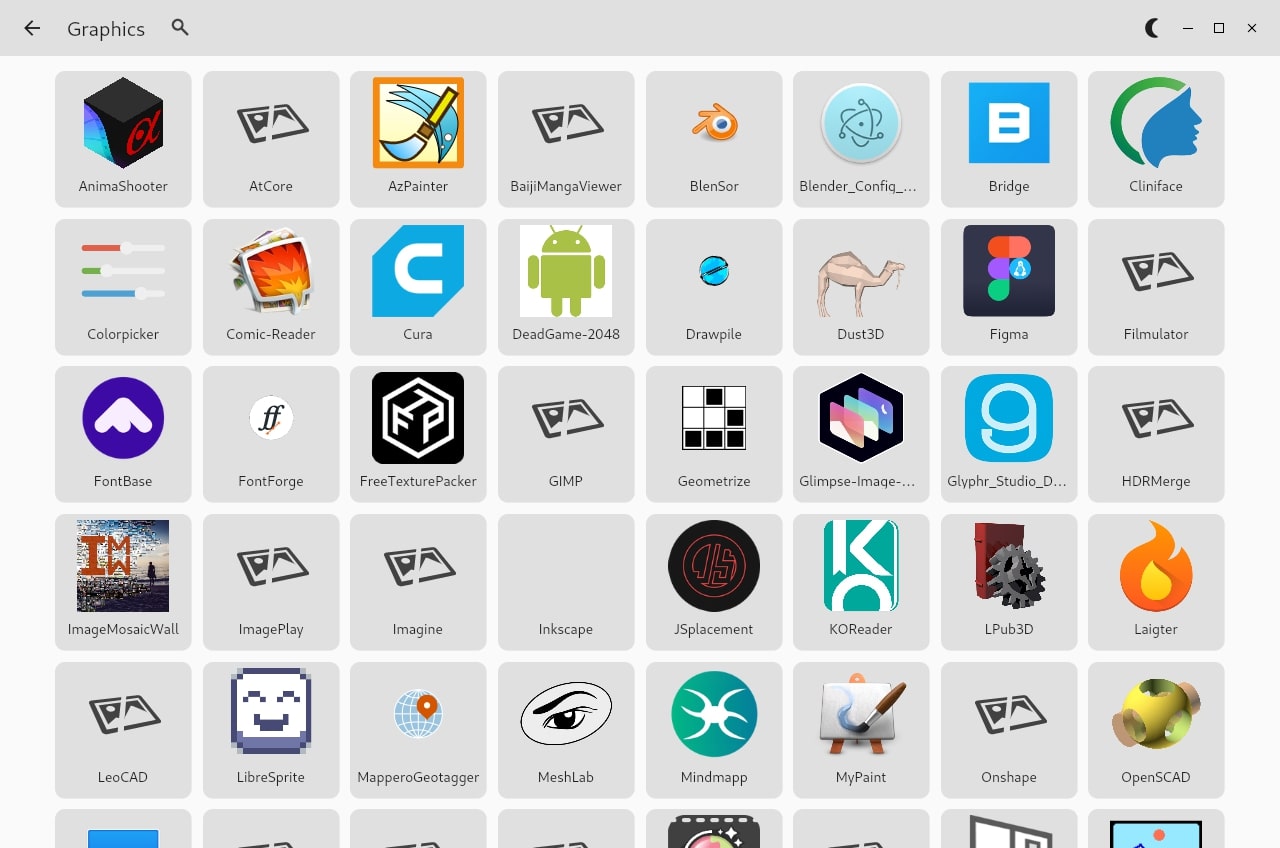 Graphics
AnimaShooter
AtCore
AzPainter
BaijiMangaViewer
BlenSor
Blender_Config_...
Bridge
Cliniface
Colorpicker
Comic-Reader
Cura
DeadGame-2048
Drawpile
Dust3D
Figma
Filmulator
FontBase
FontForge
FreeTexturePacker
GIMP
Geometrize
Glimpse-Image-...
Glyphr_Studio_D...
HDRMerge
ImageMosaicWall
ImagePlay
Imagine
Inkscape
JSplacement
KOReader
LPub3D
Laigter
LeoCAD
LibreSprite
MapperoGeotagger
MeshLab
Mindmapp
MyPaint
Onshape
OpenSCAD